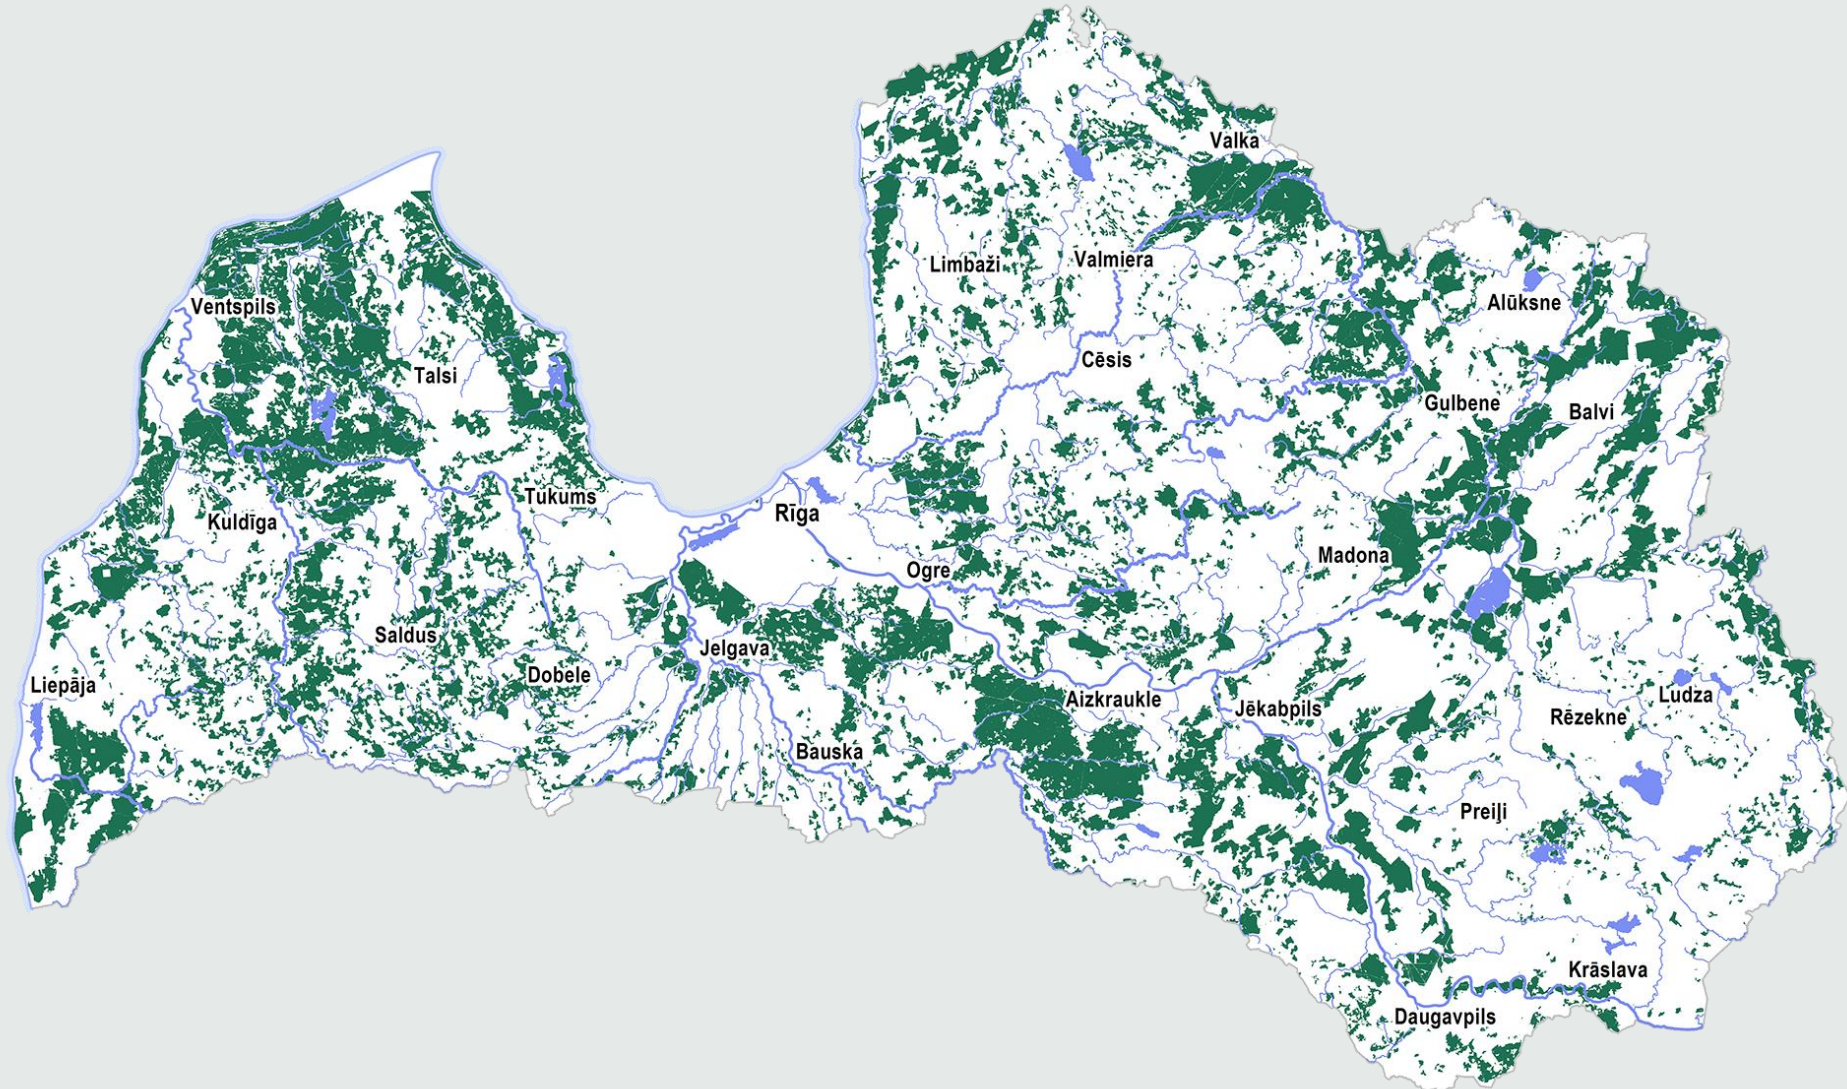 Valka
Limbaži
Valmiera
Ventspils
Alūksne
Cēsis
Talsi
Gulbene
Balvi
Tukums
Rīga
Kuldīga
Madona
Ogre
Saldus
Jelgava
Dobele
Liepāja
Aizkraukle
Jēkabpils
Ludza
Rēzekne
Bauska
Preiļi
Krāslava
Daugavpils